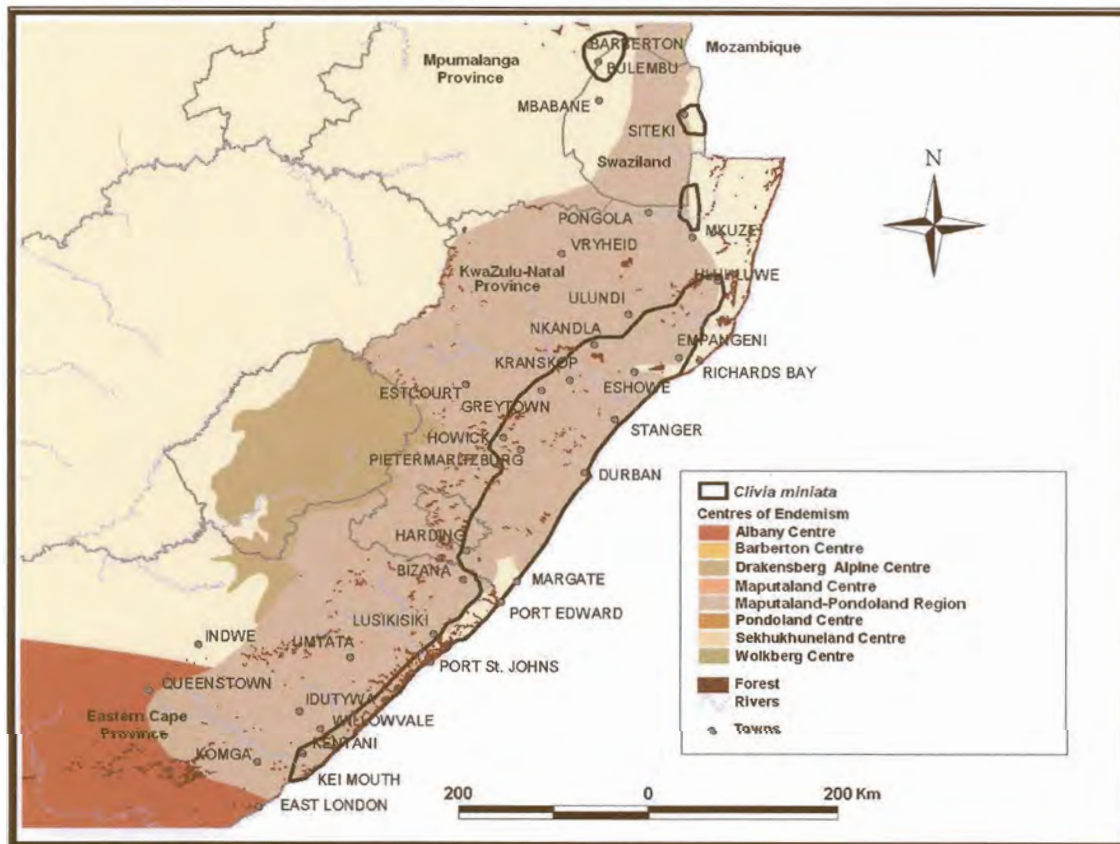 BARBERTON
Mozambique
Mpumalanga
Province
BULEMBU
MBABANE
SITEKI
Swaziland
N
PONGOLA
MKUZE
VRYHEID
KwaZulu-Natal
Province
HLUHLUWE
ULUNDI
NKANDLA
EMPANGENI
KRANSKOP
RICHARDS BAY
ESTCOURT
ESHOWE
GREYTOWN
STANGER
HOWICK
PIETERMARITZBURG
DURBAN
Clivia miniata
Centres of Endemism
Albany Centre
Barberton Centre
Drakensberg Alpine Centre
Maputaland Centre
Maputaland-Pondoland Region
Pondoland Centre
Sekhukhuneland Centre
Wolkberg Centre
Forest
Rivers
Towns
HARDING
BIZANA
MARGATE
PORT EDWARD
LUSIKISIKI
INDWE
UMTATA
PORT St. JOHNS
QUEENSTOWN
IDUTYWA
Eastern Cape
Province
WILLOWVALE
KENTANI
KOMGA
KEI MOUTH
EAST LONDON
200 0 200 Km